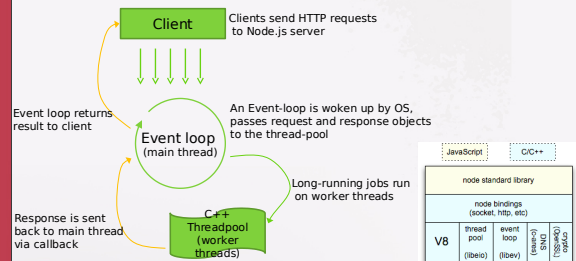 Client
Clients send HTTP requests
to Node.js server
Event loop returns
result to client
An Event-loop is woken up by OS,
passes request and response objects
to the thread-pool
Event loop
(main thread)
Long-running jobs run
on worker threads
C++
Threadpool
(worker
threads)
Response is sent
back to main thread
via callback
JavaScript
C/C++
node standard library
node bindings
(socket, http, etc)
V8
thread
pool
(libeio)
event
loop
(libev)
DNS
(c-ares)
crypto
(OpenSSL)